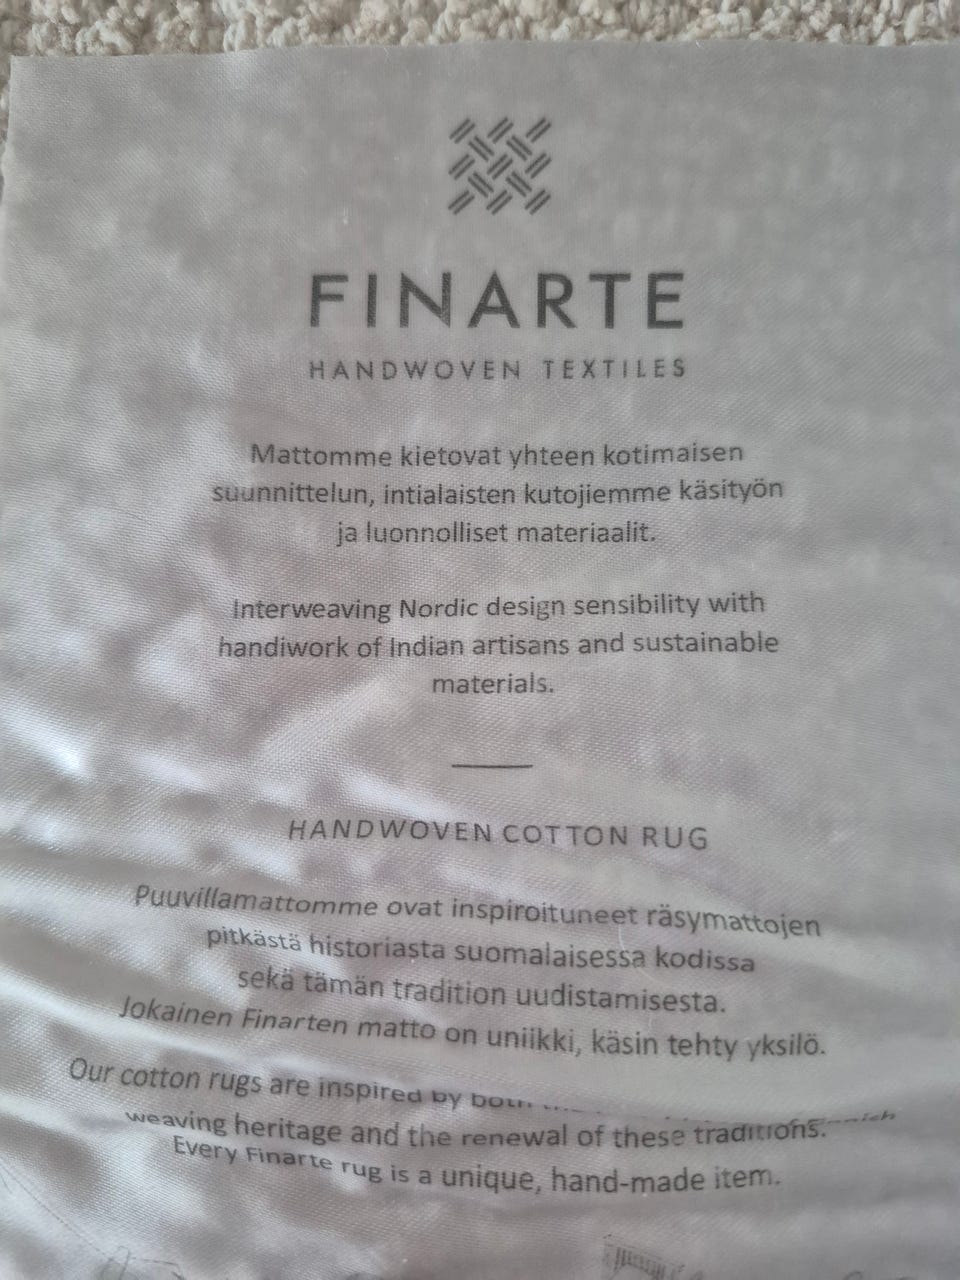 FINARTE
HANDWOVEN TEXTILES
Mattomme kietovat yhteen kotimaisen
suunnittelun, intialaisten kutojiemme käsityön
ja luonnolliset materiaalit.
Interweaving Nordic design sensibility with
handiwork of Indian artisans and sustainable
materials.
HANDWOVEN COTTON RUG
Puuvillamattomme ovat inspiroituneet räsymattojen
pitkästä historiasta suomalaisessa kodissa
sekä tämän tradition uudistamisesta.
Jokainen Finarten matto on uniikki, käsin tehty yksilö.
Our cotton rugs are inspired by both
weaving heritage and the renewal of these traditions.
Every Finarte rug is a unique, hand-made item.